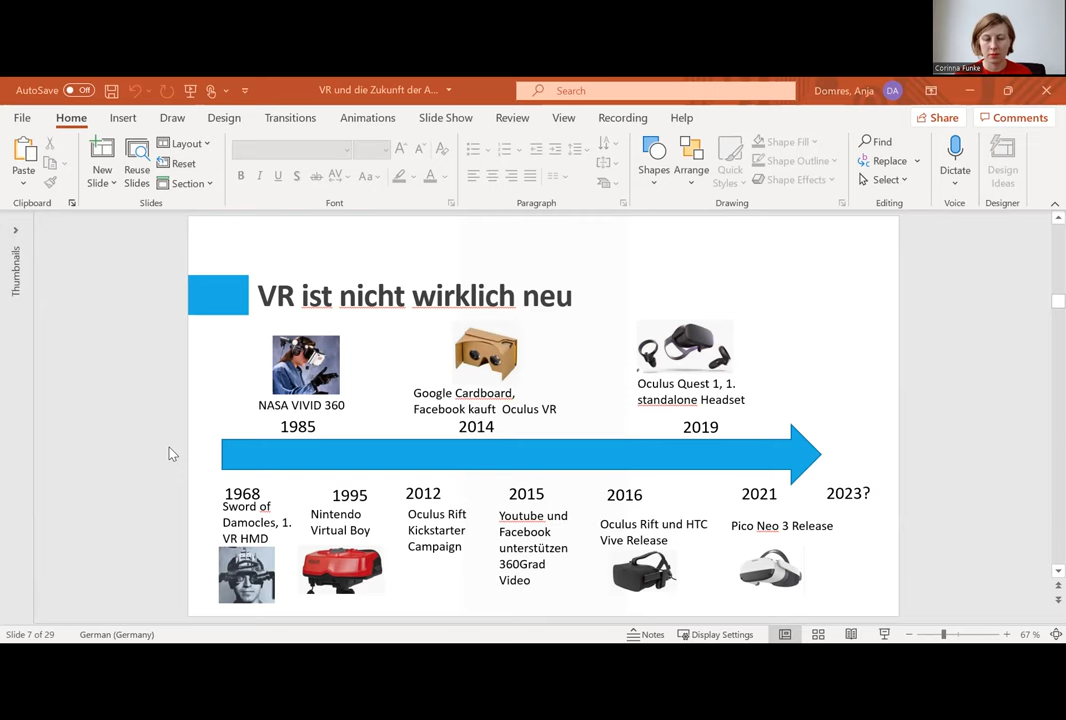 Corinna Funke
AutoSave Off
VR und die Zukunft der A...
Search
Domres, Anja
DA
File Home Insert Draw Design Transitions Animations Slide Show Review View Recording Help
Share Comments
Paste
New
Slide
Reuse
Slides
Layout
Reset
Section
B I U S ab AV Aa A
Shapes
Arrange
Quick
Styles
Shape Fill
Shape Outline
Shape Effects
Find
Replace
Select
Dictate
Design
Ideas
Clipboard Slides Font Paragraph Drawing Editing Voice Designer
Thumbnails
VR ist nicht wirklich neu
NASA VIVID 360
1985
Google Cardboard,
Facebook kauft Oculus VR
2014
Oculus Quest 1, 1.
standalone Headset
2019
1968
Sword of
Damocles, 1.
VR HMD
1995
Nintendo
Virtual Boy
2012
Oculus Rift
Kickstarter
Campaign
2015
Youtube und
Facebook
unterstützen
360Grad
Video
2016
Oculus Rift und HTC
Vive Release
2021
Pico Neo 3 Release
2023?
Slide 7 of 29
German (Germany)
Notes
Display Settings
67 %